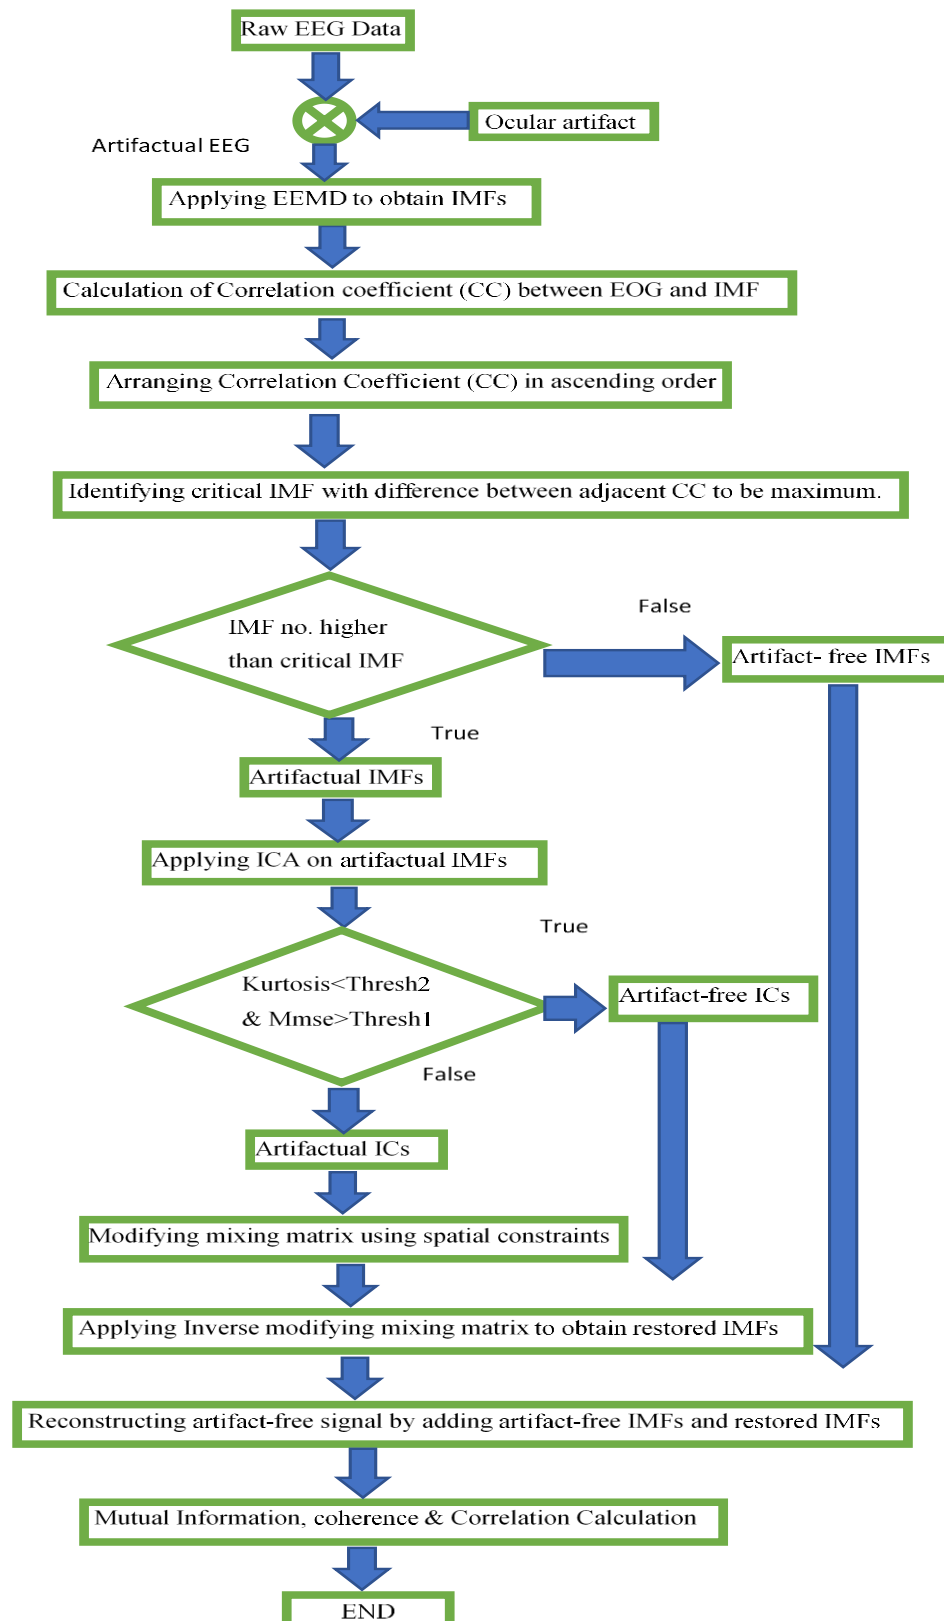 Raw EEG Data
Ocular artifact
Artifactual EEG
Applying EEMD to obtain IMFs
Calculation of Correlation coefficient (CC) between EOG and IMF
Arranging Correlation Coefficient (CC) in ascending order
Identifying critical IMF with difference between adjacent CC to be maximum.
IMF no. higher
than critical IMF
False
Artifact- free IMFs
True
Artifactual IMFs
Applying ICA on artifactual IMFs
True
Kurtosis<Thresh2
& Mmse>Thresh1
Artifact-free ICs
False
Artifactual ICs
Modifying mixing matrix using spatial constraints
Applying Inverse modifying mixing matrix to obtain restored IMFs
Reconstructing artifact-free signal by adding artifact-free IMFs and restored IMFs
Mutual Information, coherence & Correlation Calculation
END